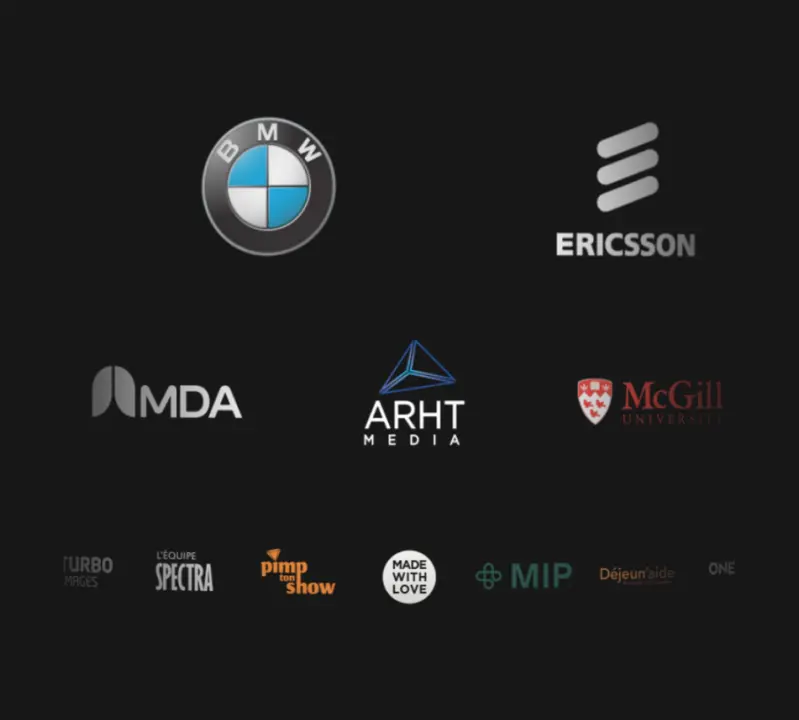 BMW
ERICSSON
MDA
ARHT
MEDIA
McGill
UNIVERSITY
TURBO
IMAGES
L'ÉQUIPE
SPECTRA
pimp
ton
show
MADE
WITH
LOVE
MIP
Déjeun'aide
ONE